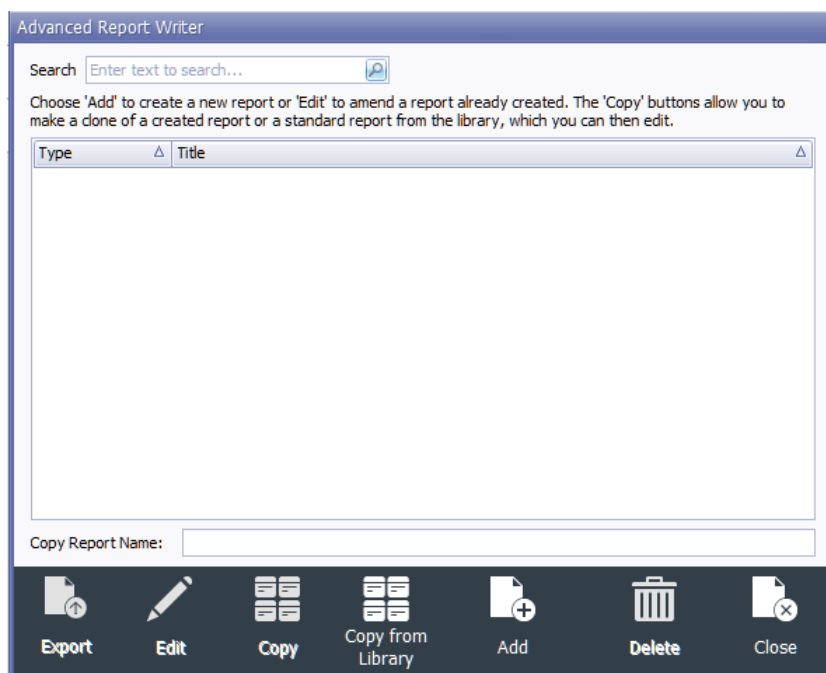 Advanced Report Writer
Search Enter text to search...
Choose 'Add' to create a new report or 'Edit' to amend a report already created. The 'Copy' buttons allow you to
make a clone of a created report or a standard report from the library, which you can then edit.
Type Title
Copy Report Name:
Export Edit Copy Copy from Library Add Delete Close